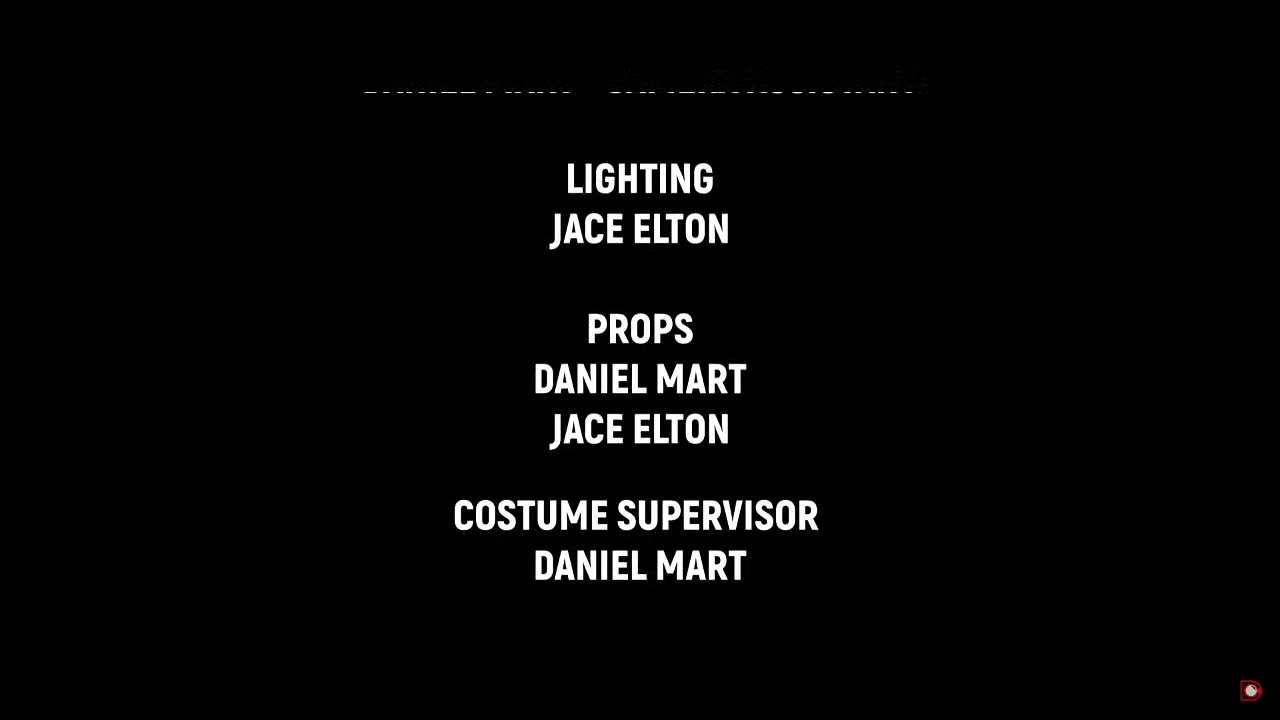 LIGHTING
JACE ELTON
PROPS
DANIEL MART
JACE ELTON
COSTUME SUPERVISOR
DANIEL MART